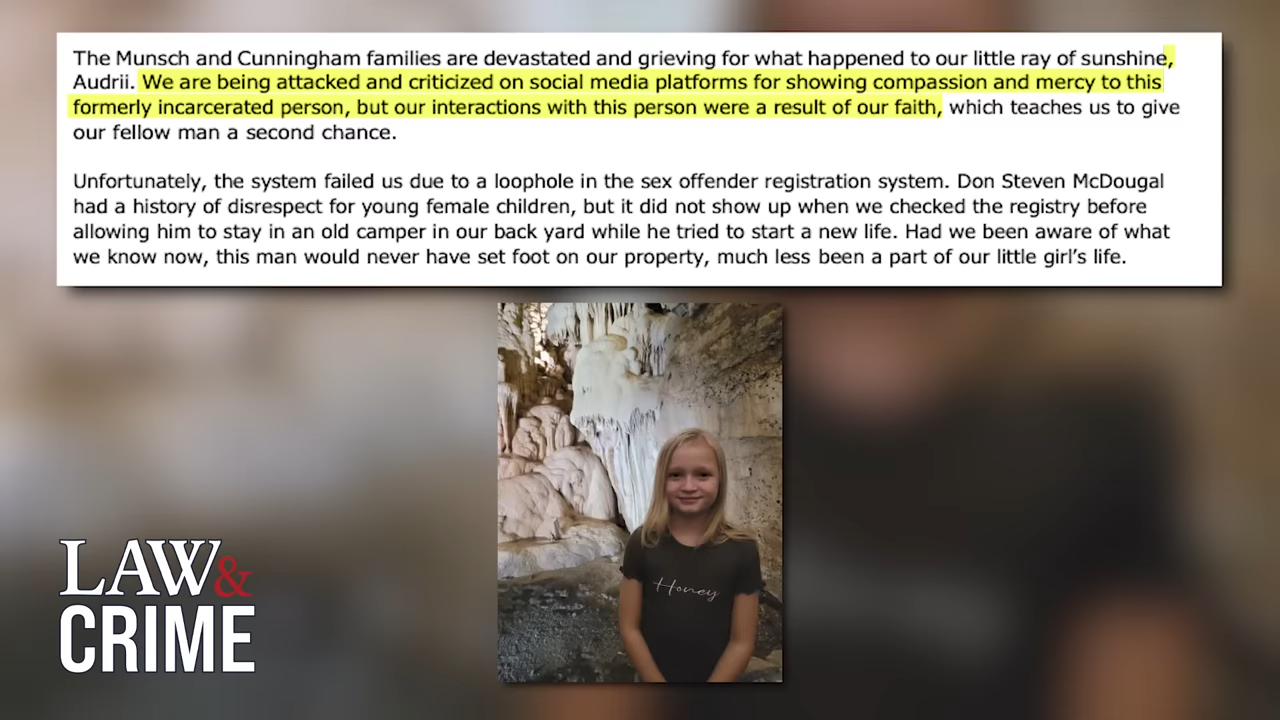 The Munsch and Cunningham families are devastated and grieving for what happened to our little ray of sunshine,
Audrii. We are being attacked and criticized on social media platforms for showing compassion and mercy to this
formerly incarcerated person, but our interactions with this person were a result of our faith, which teaches us to give
our fellow man a second chance.
Unfortunately, the system failed us due to a loophole in the sex offender registration system. Don Steven McDougal
had a history of disrespect for young female children, but it did not show up when we checked the registry before
allowing him to stay in an old camper in our back yard while he tried to start a new life. Had we been aware of what
we know now, this man would never have set foot on our property, much less been a part of our little girl’s life.
Honey
LAW&
CRIME